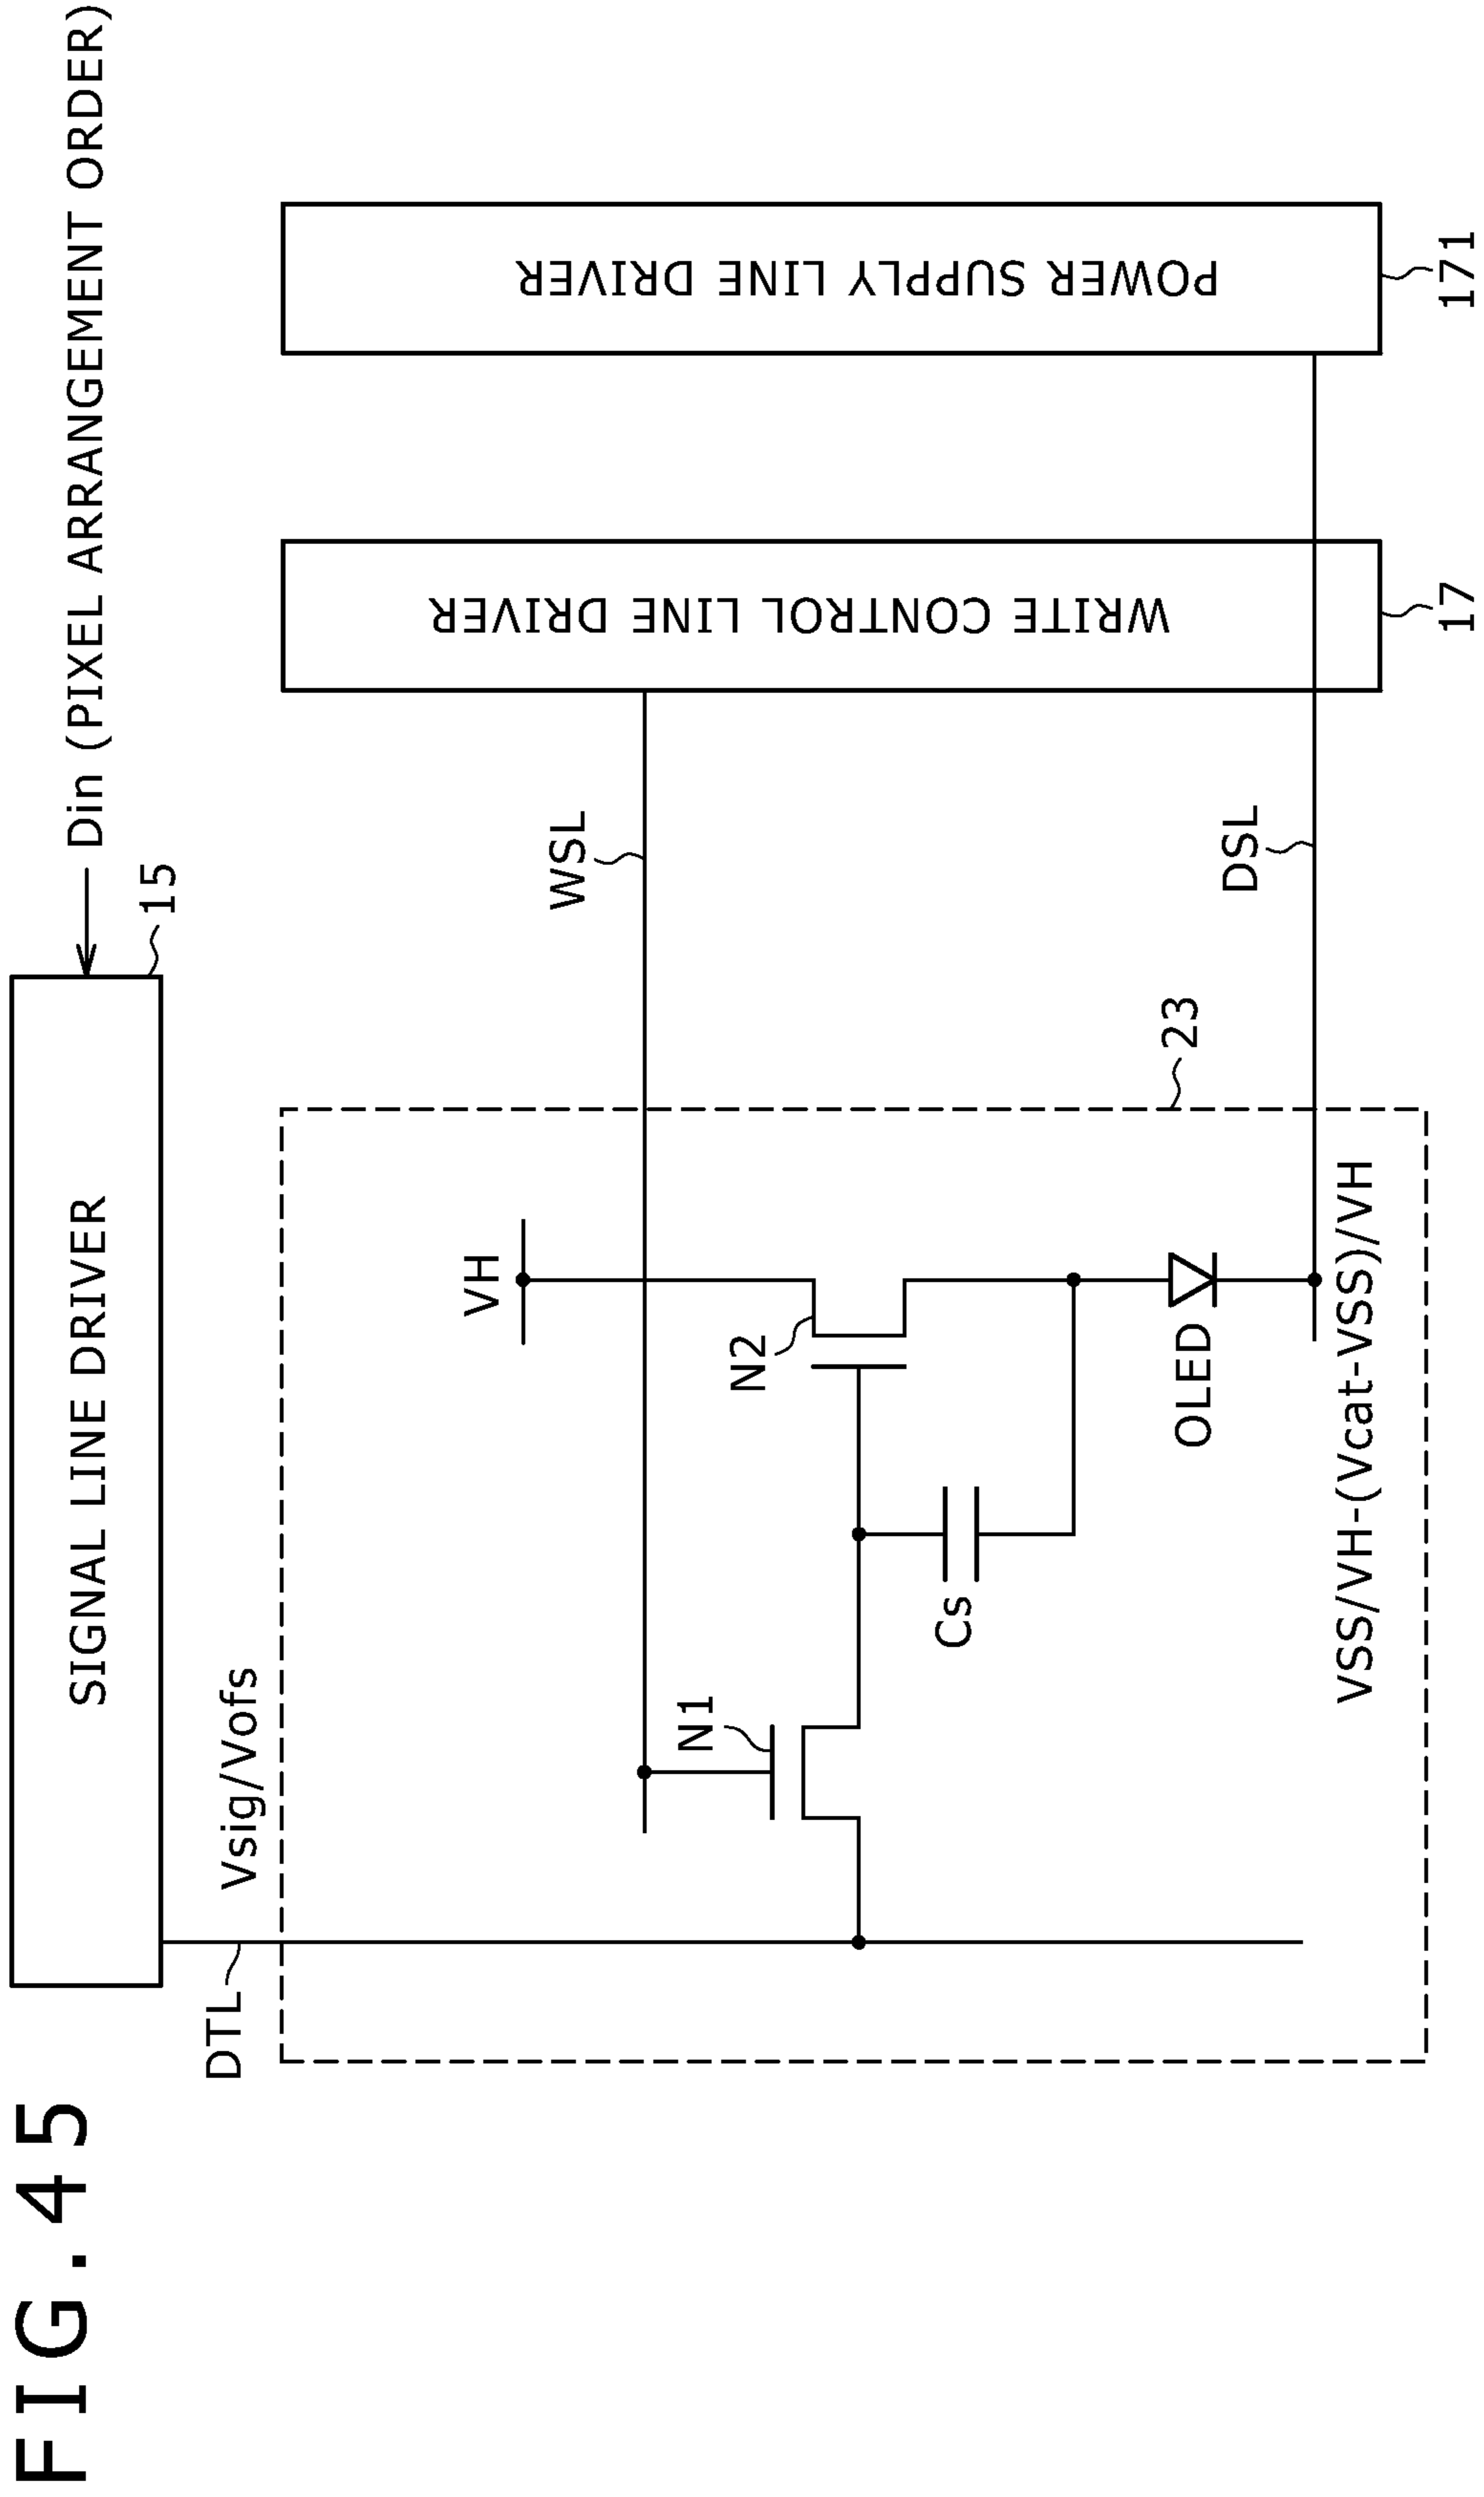 FIG.45
SIGNAL LINE DRIVER
Din (PIXEL ARRANGEMENT ORDER)
15
DTL
Vsig/Vofs
VH
WSL
N1
N2
Cs
OLED
23
DSL
VSS/VH-(Vcat-VSS)/VH
WRITE CONTROL LINE DRIVER
17
POWER SUPPLY LINE DRIVER
171